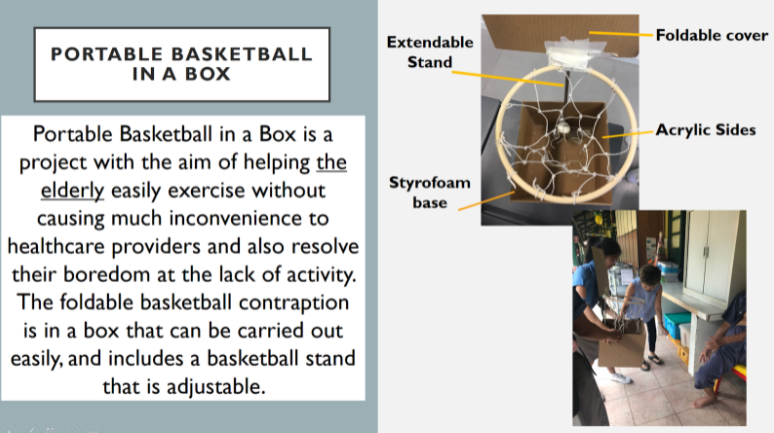 PORTABLE BASKETBALL
IN A BOX
Portable Basketball in a Box is a
project with the aim of helping the
elderly easily exercise without
causing much inconvenience to
healthcare providers and also resolve
their boredom at the lack of activity.
The foldable basketball contraption
is in a box that can be carried out
easily, and includes a basketball stand
that is adjustable.
Extendable
Stand
Foldable cover
Acrylic Sides
Styrofoam
base